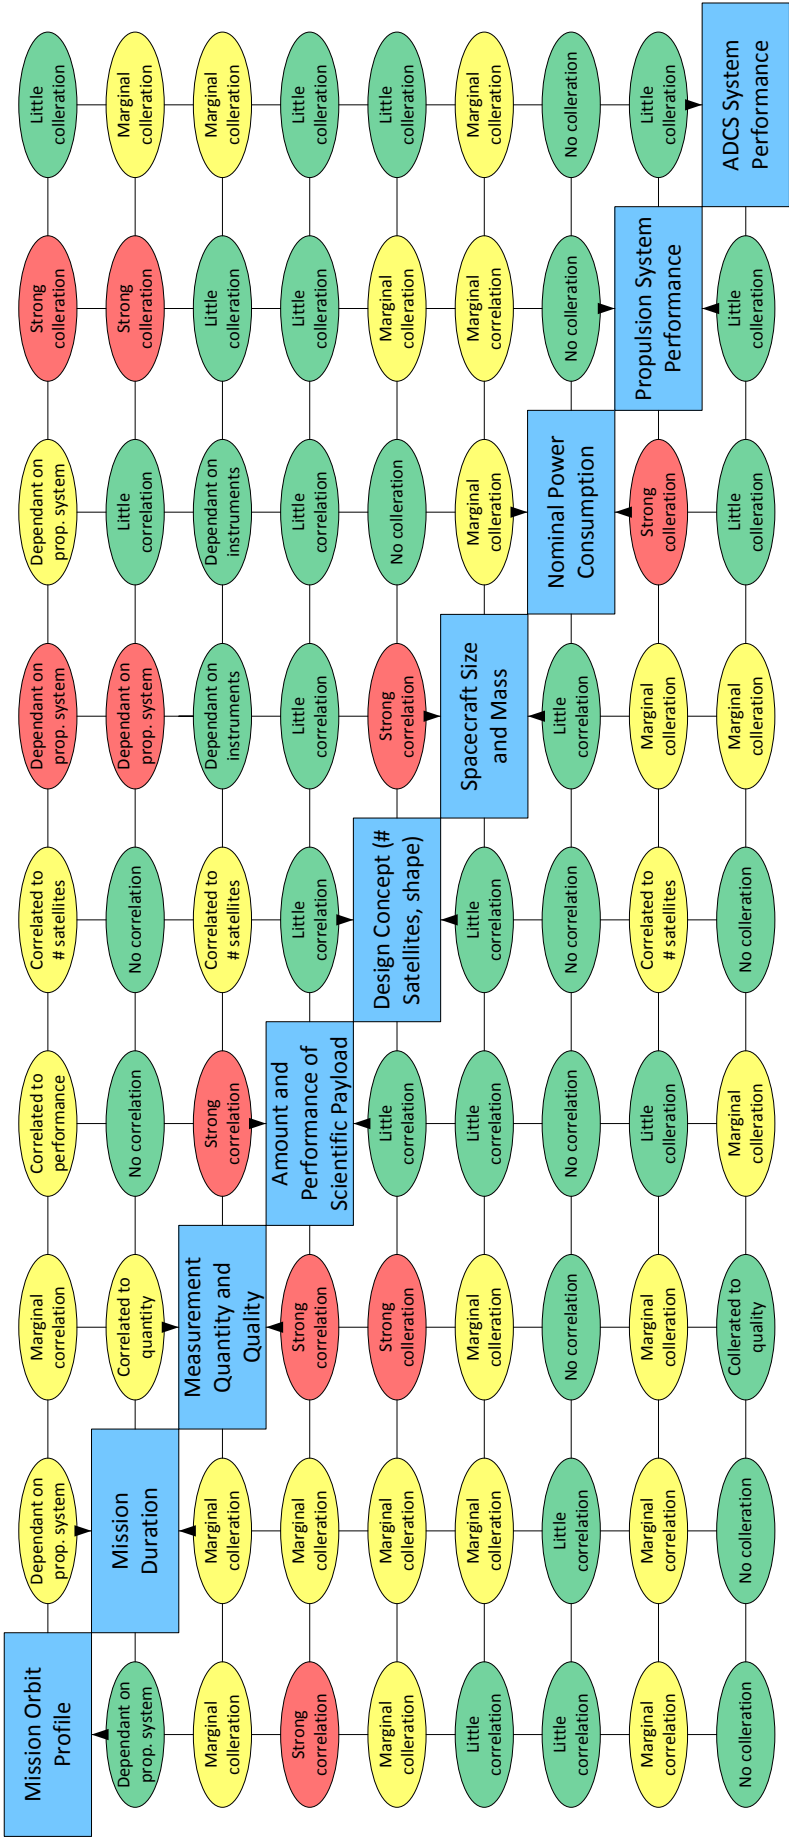 Mission Orbit
Profile
Dependant on
prop. system
Marginal
correlation
Correlated to
performance
Correlated to
# satellites
Dependant on
prop. system
Dependant on
prop. system
Strong
colleration
Little
colleration
Dependant on
prop. system
Mission
Duration
Correlated to
quantity
No correlation
No correlation
Dependant on
prop. system
Little
correlation
Strong
colleration
Marginal
colleration
Marginal
colleration
Marginal
colleration
Measurement
Quantity and
Quality
Strong
correlation
Correlated to
# satellites
Dependant on
instruments
Dependant on
instruments
Little
colleration
Marginal
colleration
Strong
correlation
Marginal
colleration
Strong
correlation
Amount and
Performance of
Scientific Payload
Little
correlation
Little
correlation
Little
correlation
Little
colleration
Little
colleration
Marginal
colleration
Marginal
colleration
Strong
colleration
Little
correlation
Design Concept (#
Satellites, shape)
Strong
correlation
No colleration
Marginal
colleration
Little
colleration
Little
correlation
Marginal
colleration
Marginal
colleration
Little
correlation
Little
correlation
Spacecraft Size
and Mass
Marginal
colleration
Marginal
correlation
Marginal
colleration
Little
correlation
Little
correlation
No correlation
No correlation
No correlation
Little
correlation
Nominal Power
Consumption
No colleration
No colleration
Marginal
correlation
Marginal
correlation
Marginal
colleration
Little
colleration
Correlated to
# satellites
Marginal
colleration
Strong
colleration
Propulsion System
Performance
Little
colleration
No colleration
No colleration
Collerated to
quality
Marginal
colleration
No colleration
Marginal
colleration
Little
colleration
Little
colleration
ADCS System
Performance